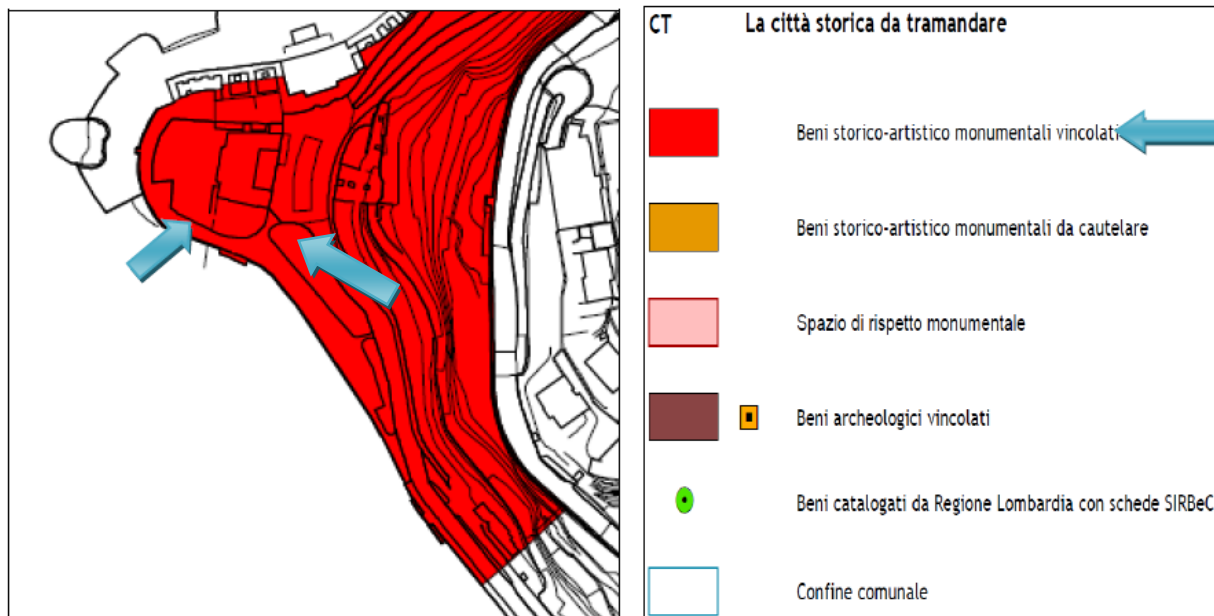 CT La città storica da tramandare
Beni storico-artistico monumentali vincolati
Beni storico-artistico monumentali da cautelare
Spazio di rispetto monumentale
Beni archeologici vincolati
Beni catalogati da Regione Lombardia con schede SIRBeC
Confine comunale